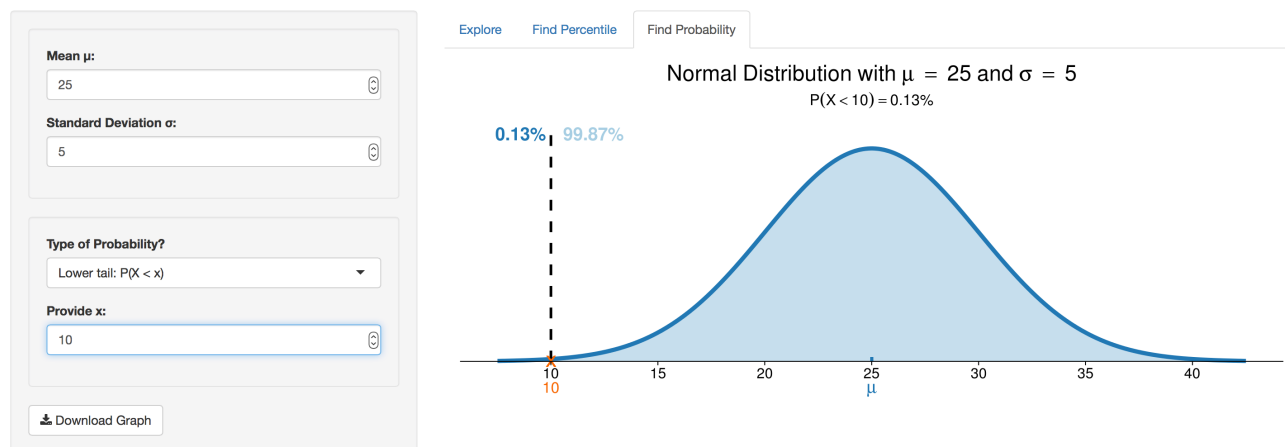 Mean μ:
25
Standard Deviation σ:
5
Type of Probability?
Lower tail: P(X < x)
Provide x:
10
Download Graph
Explore Find Percentile Find Probability
Normal Distribution with μ = 25 and σ = 5
P(X < 10) = 0.13%
0.13% 99.87%
10 15 20 25 30 35 40
10 μ